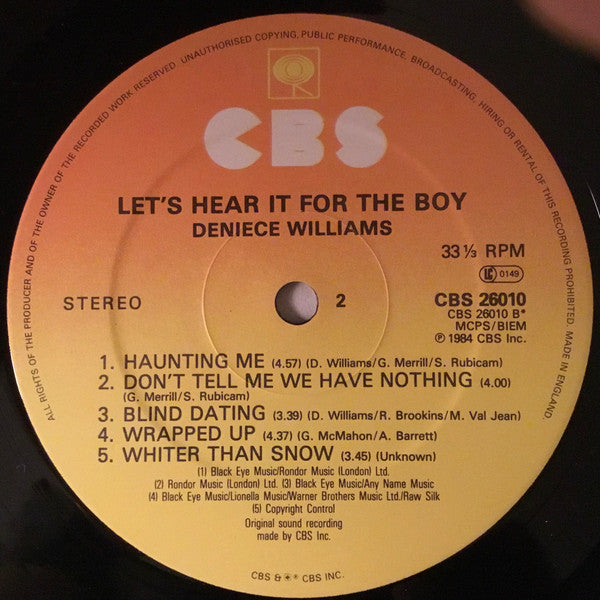 ALL RIGHTS OF THE PRODUCER AND OF THE OWNER OF THE RECORDED WORK RESERVED. UNAUTHORISED COPYING, PUBLIC PERFORMANCE, BROADCASTING, HIRING OR RENTAL OF THIS RECORDING PROHIBITED. MADE IN ENGLAND.
CBS
LET'S HEAR IT FOR THE BOY
DENIECE WILLIAMS
33 ⅓ RPM
LC 0149
STEREO
2
CBS 26010
CBS 26010 B*
MCPS/BIEM
℗ 1984 CBS Inc.
1. HAUNTING ME (4.57) (D. Williams/G. Merrill/S. Rubicam)
2. DON'T TELL ME WE HAVE NOTHING (4.00)
(G. Merrill/S. Rubicam)
3. BLIND DATING (3.39) (D. Williams/R. Brookins/M. Val Jean)
4. WRAPPED UP (4.37) (G. McMahon/A. Barrett)
5. WHITER THAN SNOW (3.45) (Unknown)
(1) Black Eye Music/Rondor Music (London) Ltd.
(2) Rondor Music (London) Ltd. (3) Black Eye Music/Any Name Music
(4) Black Eye Music/Lionella Music/Warner Brothers Music Ltd./Raw Silk
(5) Copyright Control
Original sound recording
made by CBS Inc.
CBS & ® CBS INC.